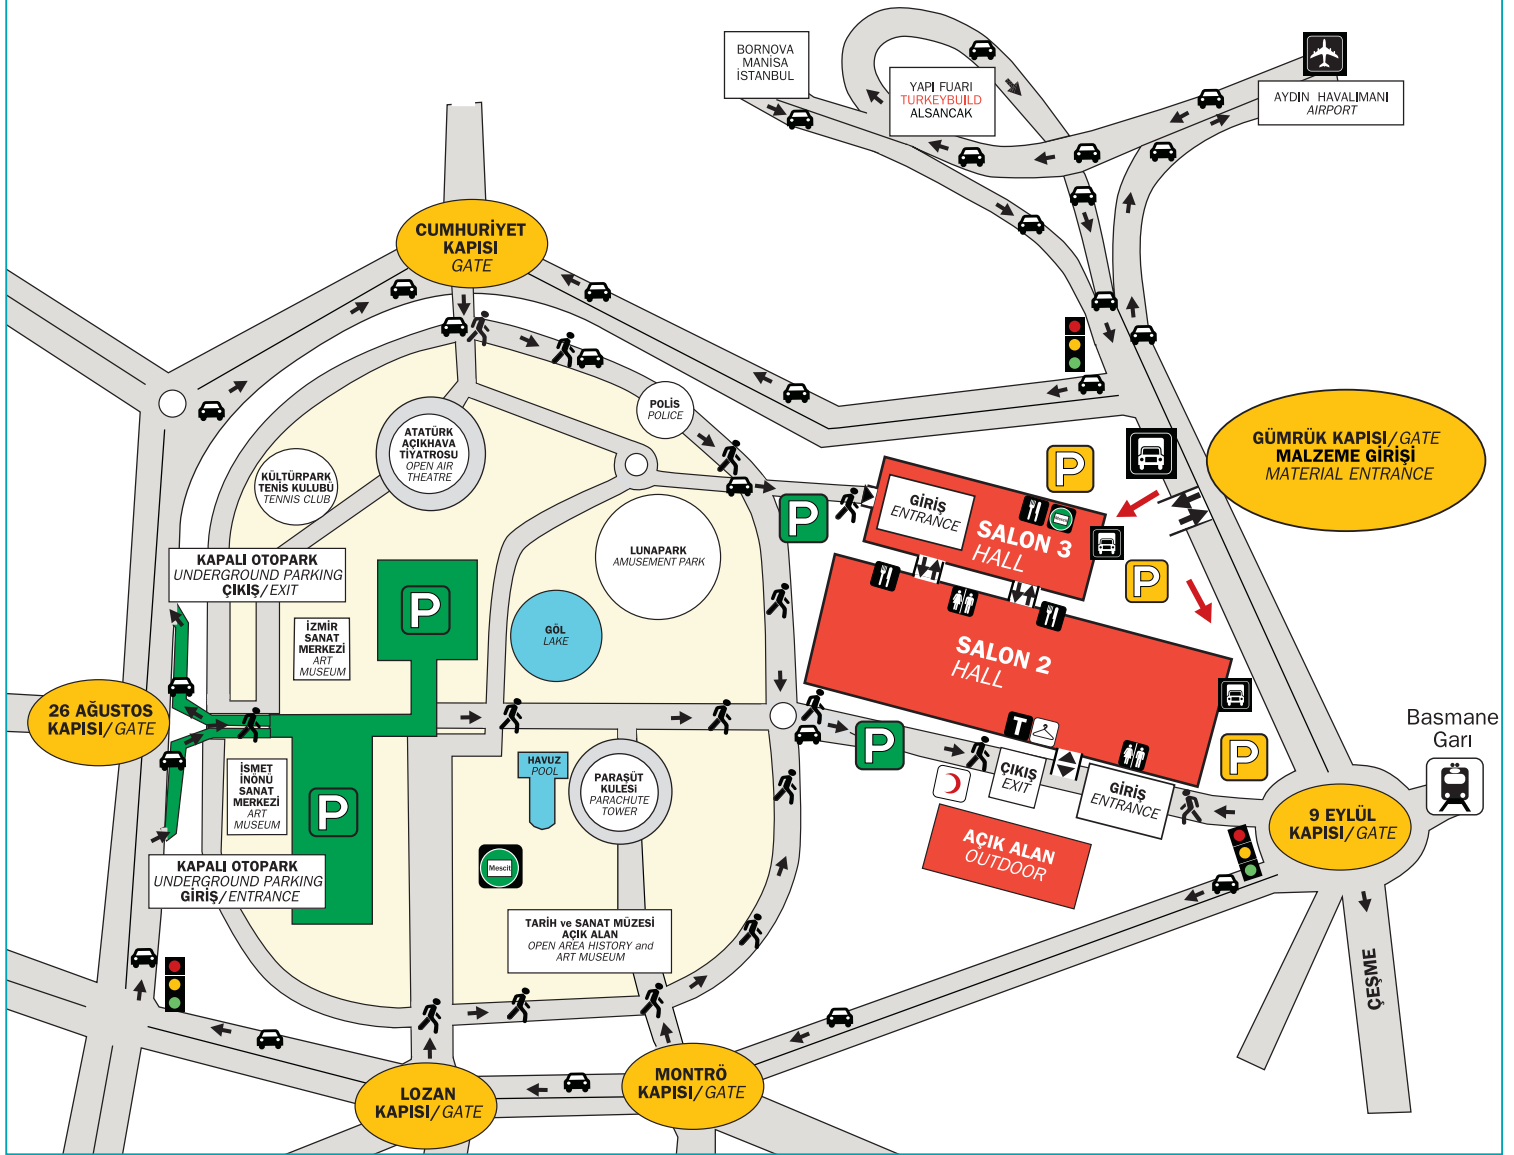 BORNOVA
MANİSA
İSTANBUL
YAPI FUARI
TURKEYBUILD
ALSANCAK
AYDIN HAVALIMANI
AIRPORT
CUMHURİYET
KAPISI
GATE
POLİS
POLICE
ATATÜRK
AÇIKHAVA
TİYATROSU
OPEN AIR
THEATRE
KÜLTÜRPARK
TENİS KULUBÜ
TENNIS CLUB
GÜMRÜK KAPISI/GATE
MALZEME GİRİŞİ
MATERIAL ENTRANCE
P
P
GİRİŞ
ENTRANCE
Mescit
SALON 3
HALL
LUNAPARK
AMUSEMENT PARK
KAPALI OTOPARK
UNDERGROUND PARKING
ÇIKIŞ/EXIT
P
P
İZMİR
SANAT
MERKEZİ
ART
MUSEUM
GÖL
LAKE
SALON 2
HALL
26 AĞUSTOS
KAPISI/GATE
T
P
P
Basmane
Garı
HAVUZ
POOL
PARAŞÜT
KULESİ
PARACHUTE
TOWER
ÇIKIŞ
EXIT
GİRİŞ
ENTRANCE
İSMET
İNÖNÜ
SANAT
MERKEZİ
ART
MUSEUM
P
9 EYLÜL
KAPISI/GATE
AÇIK ALAN
OUTDOOR
Mescit
KAPALI OTOPARK
UNDERGROUND PARKING
GİRİŞ/ENTRANCE
TARİH ve SANAT MÜZESİ
AÇIK ALAN
OPEN AREA HISTORY and
ART MUSEUM
ÇEŞME
LOZAN
KAPISI/GATE
MONTRÖ
KAPISI/GATE